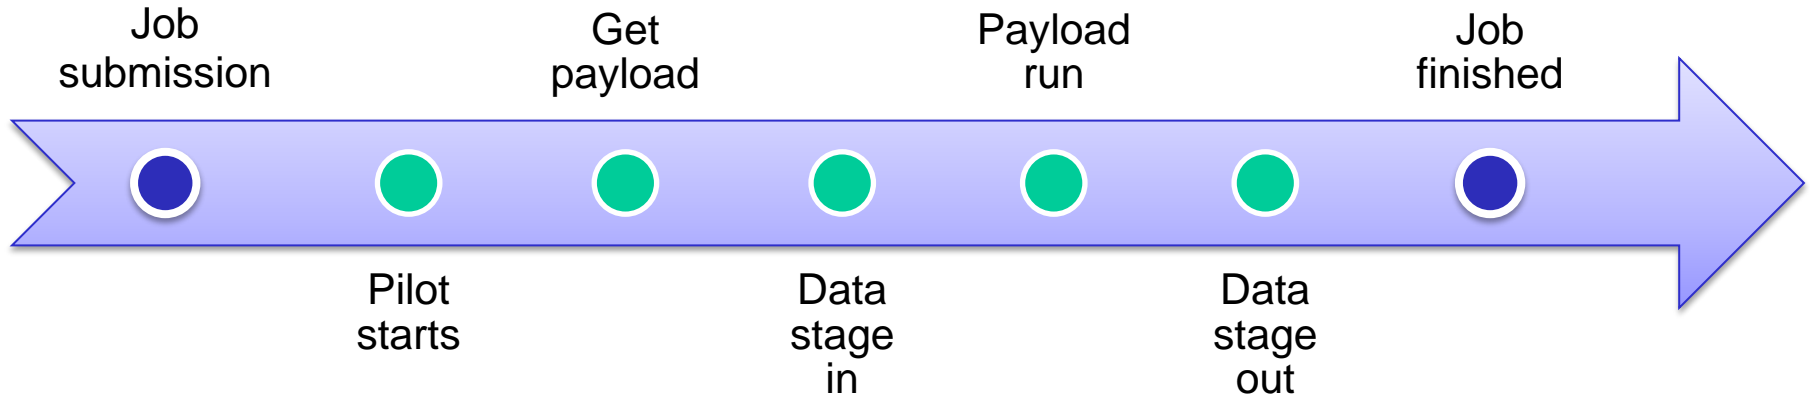 Job
submission
Pilot
starts
Get
payload
Data
stage
in
Payload
run
Data
stage
out
Job
finished